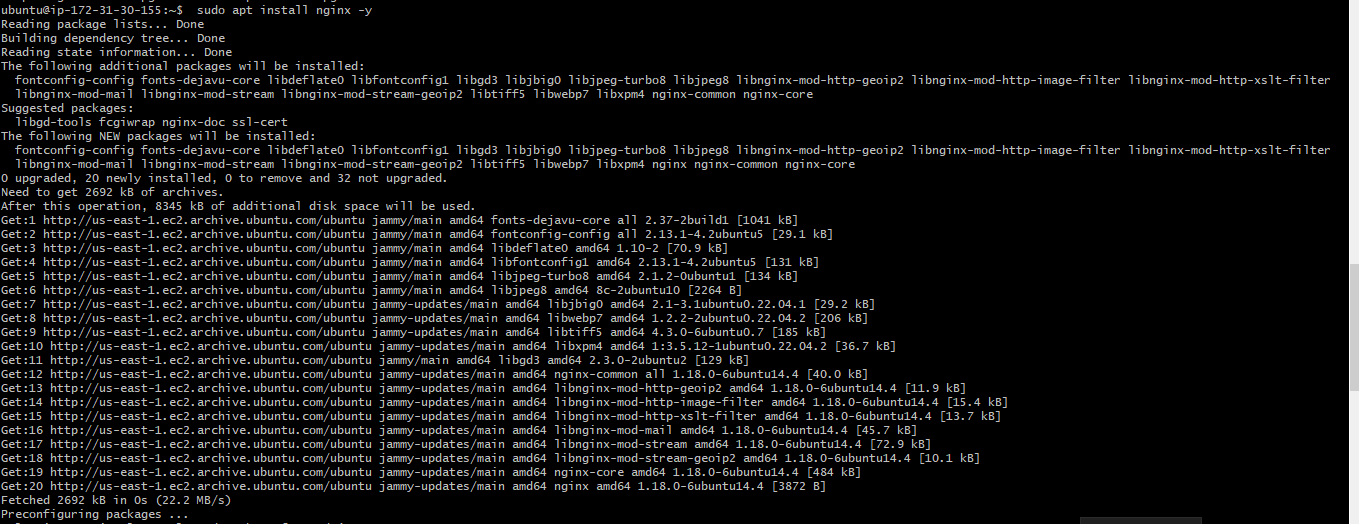 ubuntu@ip-172-31-30-155:~$  sudo apt install nginx -y
Reading package lists... Done
Building dependency tree... Done
Reading state information... Done
The following additional packages will be installed:
  fontconfig-config fonts-dejavu-core libdeflate0 libfontconfig1 libgd3 libjbig0 libjpeg-turbo8 libjpeg8 libnginx-mod-http-geoip2 libnginx-mod-http-image-filter libnginx-mod-http-xslt-filter
  libnginx-mod-mail libnginx-mod-stream libnginx-mod-stream-geoip2 libtiff5 libwebp7 libxpm4 nginx-common nginx-core
Suggested packages:
  libgd-tools fcgiwrap nginx-doc ssl-cert
The following NEW packages will be installed:
  fontconfig-config fonts-dejavu-core libdeflate0 libfontconfig1 libgd3 libjbig0 libjpeg-turbo8 libjpeg8 libnginx-mod-http-geoip2 libnginx-mod-http-image-filter libnginx-mod-http-xslt-filter
  libnginx-mod-mail libnginx-mod-stream libnginx-mod-stream-geoip2 libtiff5 libwebp7 libxpm4 nginx nginx-common nginx-core
0 upgraded, 20 newly installed, 0 to remove and 32 not upgraded.
Need to get 2692 kB of archives.
After this operation, 8345 kB of additional disk space will be used.
Get:1 http://us-east-1.ec2.archive.ubuntu.com/ubuntu jammy/main amd64 fonts-dejavu-core all 2.37-2build1 [1041 kB]
Get:2 http://us-east-1.ec2.archive.ubuntu.com/ubuntu jammy/main amd64 fontconfig-config all 2.13.1-4.2ubuntu5 [29.1 kB]
Get:3 http://us-east-1.ec2.archive.ubuntu.com/ubuntu jammy/main amd64 libdeflate0 amd64 1.10-2 [70.9 kB]
Get:4 http://us-east-1.ec2.archive.ubuntu.com/ubuntu jammy/main amd64 libfontconfig1 amd64 2.13.1-4.2ubuntu5 [131 kB]
Get:5 http://us-east-1.ec2.archive.ubuntu.com/ubuntu jammy/main amd64 libjpeg-turbo8 amd64 2.1.2-0ubuntu1 [134 kB]
Get:6 http://us-east-1.ec2.archive.ubuntu.com/ubuntu jammy/main amd64 libjpeg8 amd64 8c-2ubuntu10 [2264 B]
Get:7 http://us-east-1.ec2.archive.ubuntu.com/ubuntu jammy-updates/main amd64 libjbig0 amd64 2.1-3.1ubuntu0.22.04.1 [29.2 kB]
Get:8 http://us-east-1.ec2.archive.ubuntu.com/ubuntu jammy-updates/main amd64 libwebp7 amd64 1.2.2-2ubuntu0.22.04.2 [206 kB]
Get:9 http://us-east-1.ec2.archive.ubuntu.com/ubuntu jammy-updates/main amd64 libtiff5 amd64 4.3.0-6ubuntu0.7 [185 kB]
Get:10 http://us-east-1.ec2.archive.ubuntu.com/ubuntu jammy-updates/main amd64 libxpm4 amd64 1:3.5.12-1ubuntu0.22.04.2 [36.7 kB]
Get:11 http://us-east-1.ec2.archive.ubuntu.com/ubuntu jammy/main amd64 libgd3 amd64 2.3.0-2ubuntu2 [129 kB]
Get:12 http://us-east-1.ec2.archive.ubuntu.com/ubuntu jammy-updates/main amd64 nginx-common all 1.18.0-6ubuntu14.4 [40.0 kB]
Get:13 http://us-east-1.ec2.archive.ubuntu.com/ubuntu jammy-updates/main amd64 libnginx-mod-http-geoip2 amd64 1.18.0-6ubuntu14.4 [11.9 kB]
Get:14 http://us-east-1.ec2.archive.ubuntu.com/ubuntu jammy-updates/main amd64 libnginx-mod-http-image-filter amd64 1.18.0-6ubuntu14.4 [15.4 kB]
Get:15 http://us-east-1.ec2.archive.ubuntu.com/ubuntu jammy-updates/main amd64 libnginx-mod-http-xslt-filter amd64 1.18.0-6ubuntu14.4 [13.7 kB]
Get:16 http://us-east-1.ec2.archive.ubuntu.com/ubuntu jammy-updates/main amd64 libnginx-mod-mail amd64 1.18.0-6ubuntu14.4 [45.7 kB]
Get:17 http://us-east-1.ec2.archive.ubuntu.com/ubuntu jammy-updates/main amd64 libnginx-mod-stream amd64 1.18.0-6ubuntu14.4 [72.9 kB]
Get:18 http://us-east-1.ec2.archive.ubuntu.com/ubuntu jammy-updates/main amd64 libnginx-mod-stream-geoip2 amd64 1.18.0-6ubuntu14.4 [10.1 kB]
Get:19 http://us-east-1.ec2.archive.ubuntu.com/ubuntu jammy-updates/main amd64 nginx-core amd64 1.18.0-6ubuntu14.4 [484 kB]
Get:20 http://us-east-1.ec2.archive.ubuntu.com/ubuntu jammy-updates/main amd64 nginx amd64 1.18.0-6ubuntu14.4 [3872 B]
Fetched 2692 kB in 0s (22.2 MB/s)
Preconfiguring packages ...